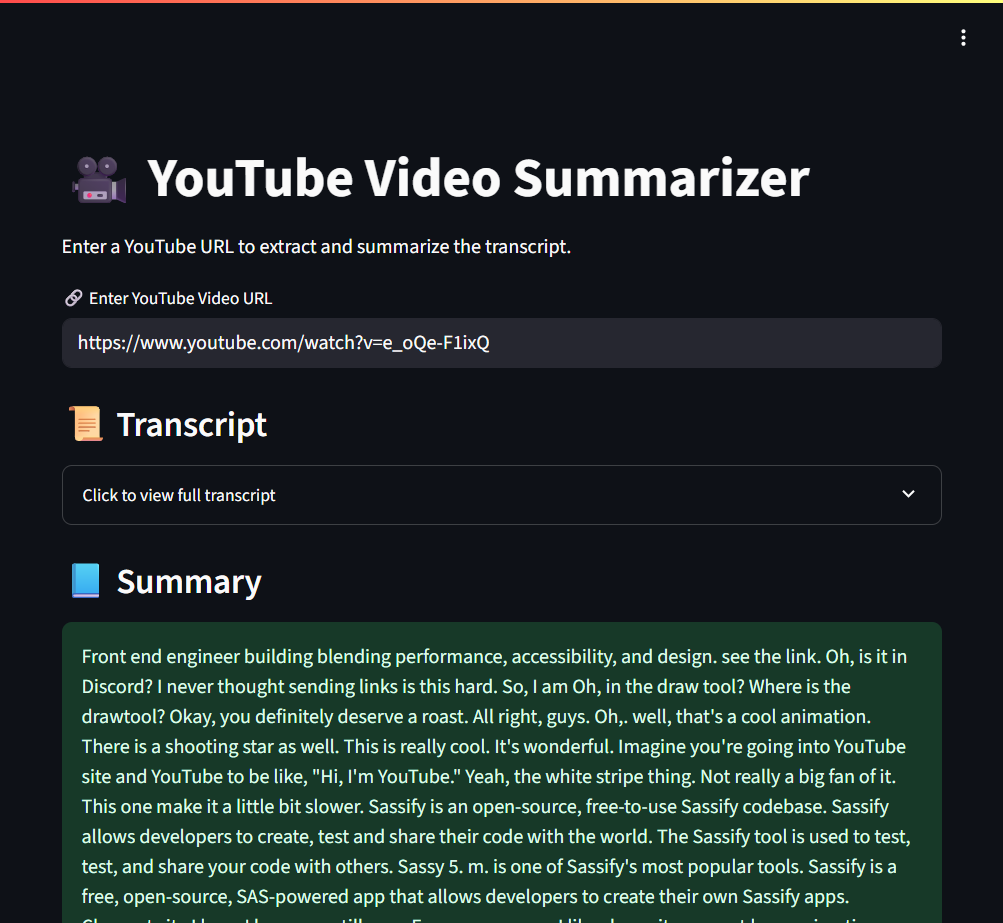 YouTube Video Summarizer
Enter a YouTube URL to extract and summarize the transcript.
Enter YouTube Video URL
https://www.youtube.com/watch?v=e_oQe-F1ixQ
Transcript
Click to view full transcript
Summary
Front end engineer building blending performance, accessibility, and design. see the link. Oh, is it in
Discord? I never thought sending links is this hard. So, I am Oh, in the draw tool? Where is the
drawtool? Okay, you definitely deserve a roast. All right, guys. Oh,. well, that's a cool animation.
There is a shooting star as well. This is really cool. It's wonderful. Imagine you're going into YouTube
site and YouTube to be like, "Hi, I'm YouTube." Yeah, the white stripe thing. Not really a big fan of it.
This one make it a little bit slower. Sassify is an open-source, free-to-use Sassify codebase. Sassify
allows developers to create, test and share their code with the world. The Sassify tool is used to test,
test, and share your code with others. Sassy 5. m. is one of Sassify's most popular tools. Sassify is a
free, open-source, SAS-powered app that allows developers to create their own Sassify apps.